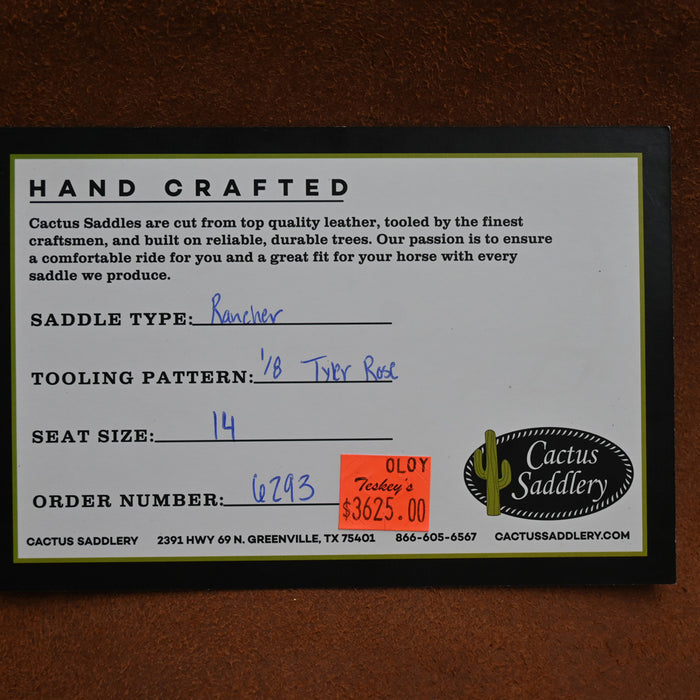 HAND CRAFTED
Cactus Saddles are cut from top quality leather, tooled by the finest
craftsmen, and built on reliable, durable trees. Our passion is to ensure
a comfortable ride for you and a great fit for your horse with every
saddle we produce.
SADDLE TYPE: Rancher
TOOLING PATTERN: 1/8 Tyler Rose
SEAT SIZE: 14
ORDER NUMBER: 6293
OLOY
Teskey's
$3625.00
Cactus
Saddlery
CACTUS SADDLERY 2391 HWY 69 N. GREENVILLE, TX 75401 866-605-6567 CACTUSSADDLERY.COM